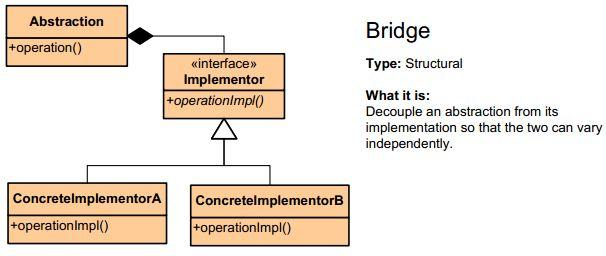 Abstraction
+operation()
«interface»
Implementor
+operationImpl()
ConcreteImplementorA
+operationImpl()
ConcreteImplementorB
+operationImpl()
Bridge
Type: Structural
What it is:
Decouple an abstraction from its
implementation so that the two can vary
independently.